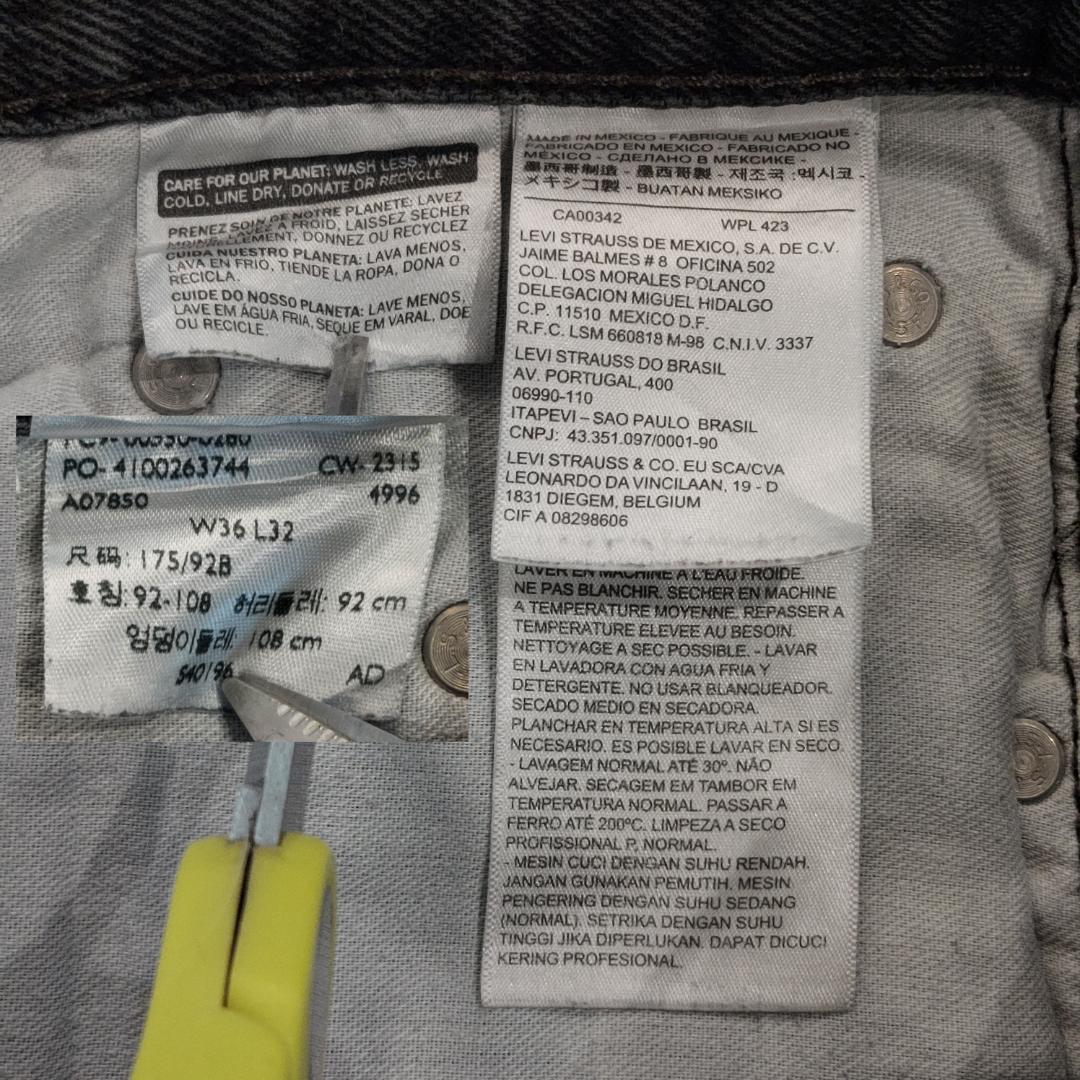 CARE FOR OUR PLANET: WASH LESS, WASH
COLD, LINE DRY, DONATE OR RECYCLE
PRENEZ SOIN DE NOTRE PLANETE: LAVEZ
MOINS, LAVEZ A FROID, LAISSEZ SECHER
NATURELLEMENT, DONNEZ OU RECYCLEZ
CUIDA NUESTRO PLANETA: LAVA MENOS,
LAVA EN FRIO, TIENDE LA ROPA, DONA O
RECICLA.
CUIDE DO NOSSO PLANETA: LAVE MENOS,
LAVE EM ÁGUA FRIA, SEQUE EM VARAL, DOE
OU RECICLE.
PO- 4100263744 CW- 2315
A07850 4996
W36 L32
尺码: 175/92B
호칭: 92-108 허리둘레: 92 cm
엉덩이둘레: 108 cm
S40/96 AD
MADE IN MEXICO - FABRIQUE AU MEXIQUE -
FABRICADO EN MEXICO - FABRICADO NO
MÉXICO - СДЕЛАНО В МЕКСИКЕ -
墨西哥制造 - 墨西哥製 - 제조국 :멕시코 -
メキシコ製 - BUATAN MEKSIKO
CA00342 WPL 423
LEVI STRAUSS DE MEXICO, S.A. DE C.V.
JAIME BALMES # 8 OFICINA 502
COL. LOS MORALES POLANCO
DELEGACION MIGUEL HIDALGO
C.P. 11510 MEXICO D.F.
R.F.C. LSM 660818 M-98 C.N.I.V. 3337
LEVI STRAUSS DO BRASIL
AV. PORTUGAL, 400
06990-110
ITAPEVI – SAO PAULO BRASIL
CNPJ: 43.351.097/0001-90
LEVI STRAUSS & CO. EU SCA/CVA
LEONARDO DA VINCILAAN, 19 - D
1831 DIEGEM, BELGIUM
CIF A 08298606
LAVER EN MACHINE A L'EAU FROIDE.
NE PAS BLANCHIR. SECHER EN MACHINE
A TEMPERATURE MOYENNE. REPASSER A
TEMPERATURE ELEVEE AU BESOIN.
NETTOYAGE A SEC POSSIBLE. - LAVAR
EN LAVADORA CON AGUA FRIA Y
DETERGENTE. NO USAR BLANQUEADOR.
SECADO MEDIO EN SECADORA.
PLANCHAR EN TEMPERATURA ALTA SI ES
NECESARIO. ES POSIBLE LAVAR EN SECO.
- LAVAGEM NORMAL ATÉ 30º. NÃO
ALVEJAR. SECAGEM EM TAMBOR EM
TEMPERATURA NORMAL. PASSAR A
FERRO ATÉ 200ºC. LIMPEZA A SECO
PROFISSIONAL P, NORMAL.
- MESIN CUCI DENGAN SUHU RENDAH.
JANGAN GUNAKAN PEMUTIH. MESIN
PENGERING DENGAN SUHU SEDANG
(NORMAL). SETRIKA DENGAN SUHU
TINGGI JIKA DIPERLUKAN. DAPAT DICUCI
KERING PROFESIONAL.